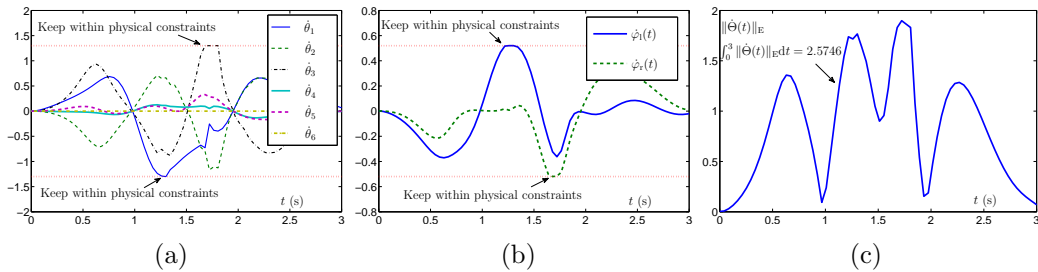 Keep within physical constraints
Keep within physical constraints
θ̇₁
θ̇₂
θ̇₃
θ̇₄
θ̇₅
θ̇₆
t (s)
2
1.5
1
0.5
0
−0.5
−1
−1.5
−2
0 0.5 1 1.5 2 2.5 3
(a)
Keep within physical constraints
Keep within physical constraints
φ̇ₗ(t)
φ̇ᵣ(t)
t (s)
0.8
0.6
0.4
0.2
0
−0.2
−0.4
−0.6
−0.8
0 0.5 1 1.5 2 2.5 3
(b)
‖Θ̇(t)‖E
∫₀³ ‖Θ̇(t)‖E dt = 2.5746
t (s)
2
1.5
1
0.5
0
0 0.5 1 1.5 2 2.5 3
(c)